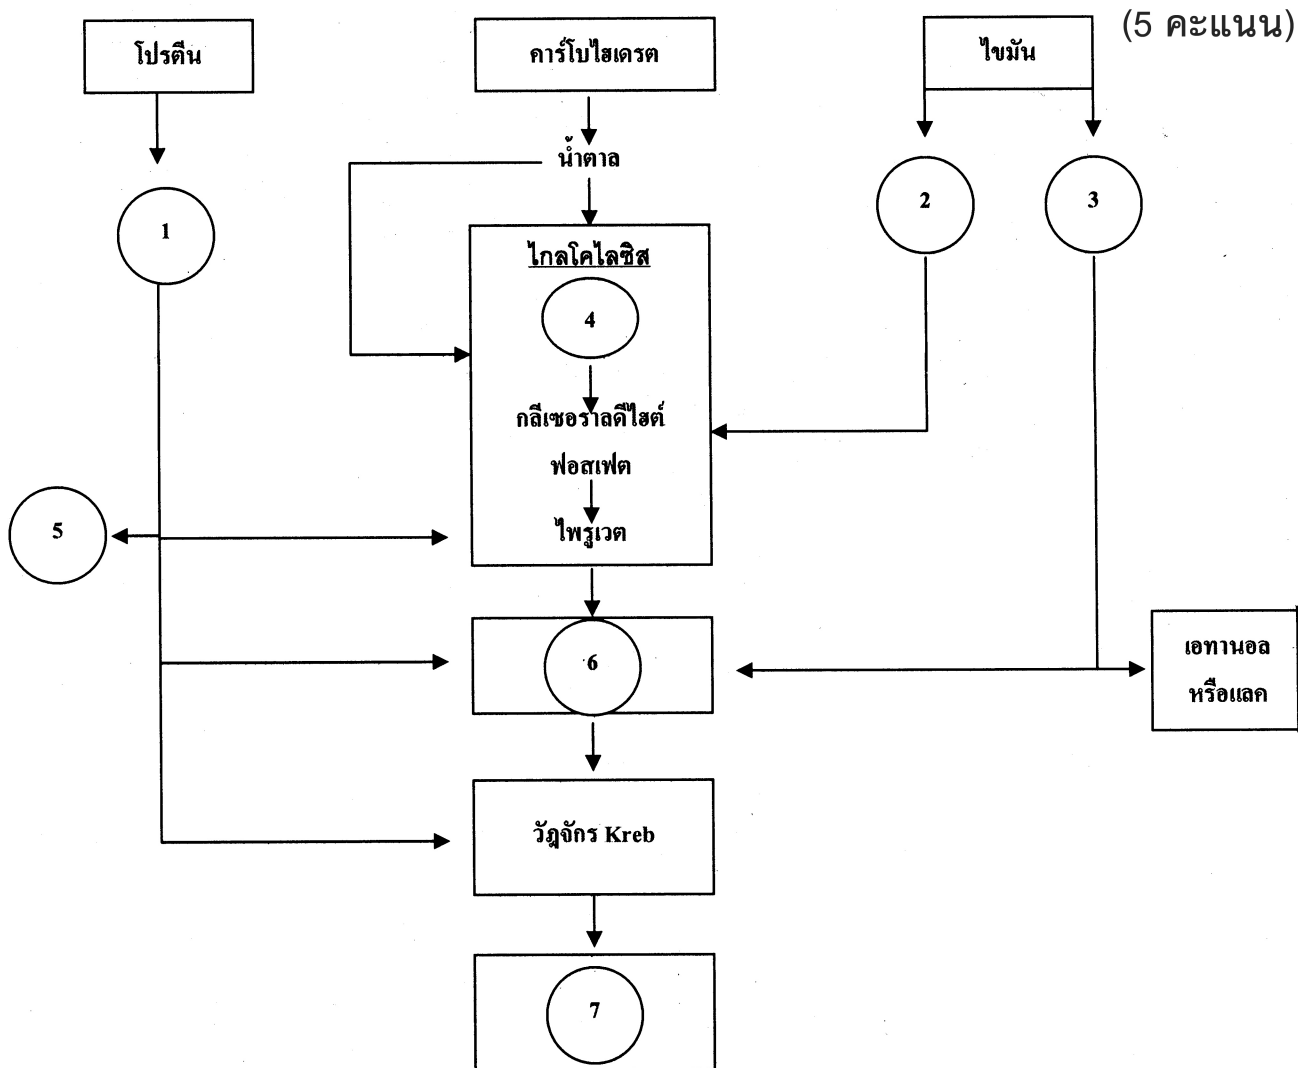 (5 คะแนน)
โปรตีน
คาร์โบไฮเดรต
ไขมัน
น้ำตาล
1
2
3
ไกลโคไลซิส
4
กลีเซอราลดีไฮต์
ฟอสเฟต
ไพรูเวต
5
6
เอทานอล
หรือแลค
วัฎจักร Kreb
7